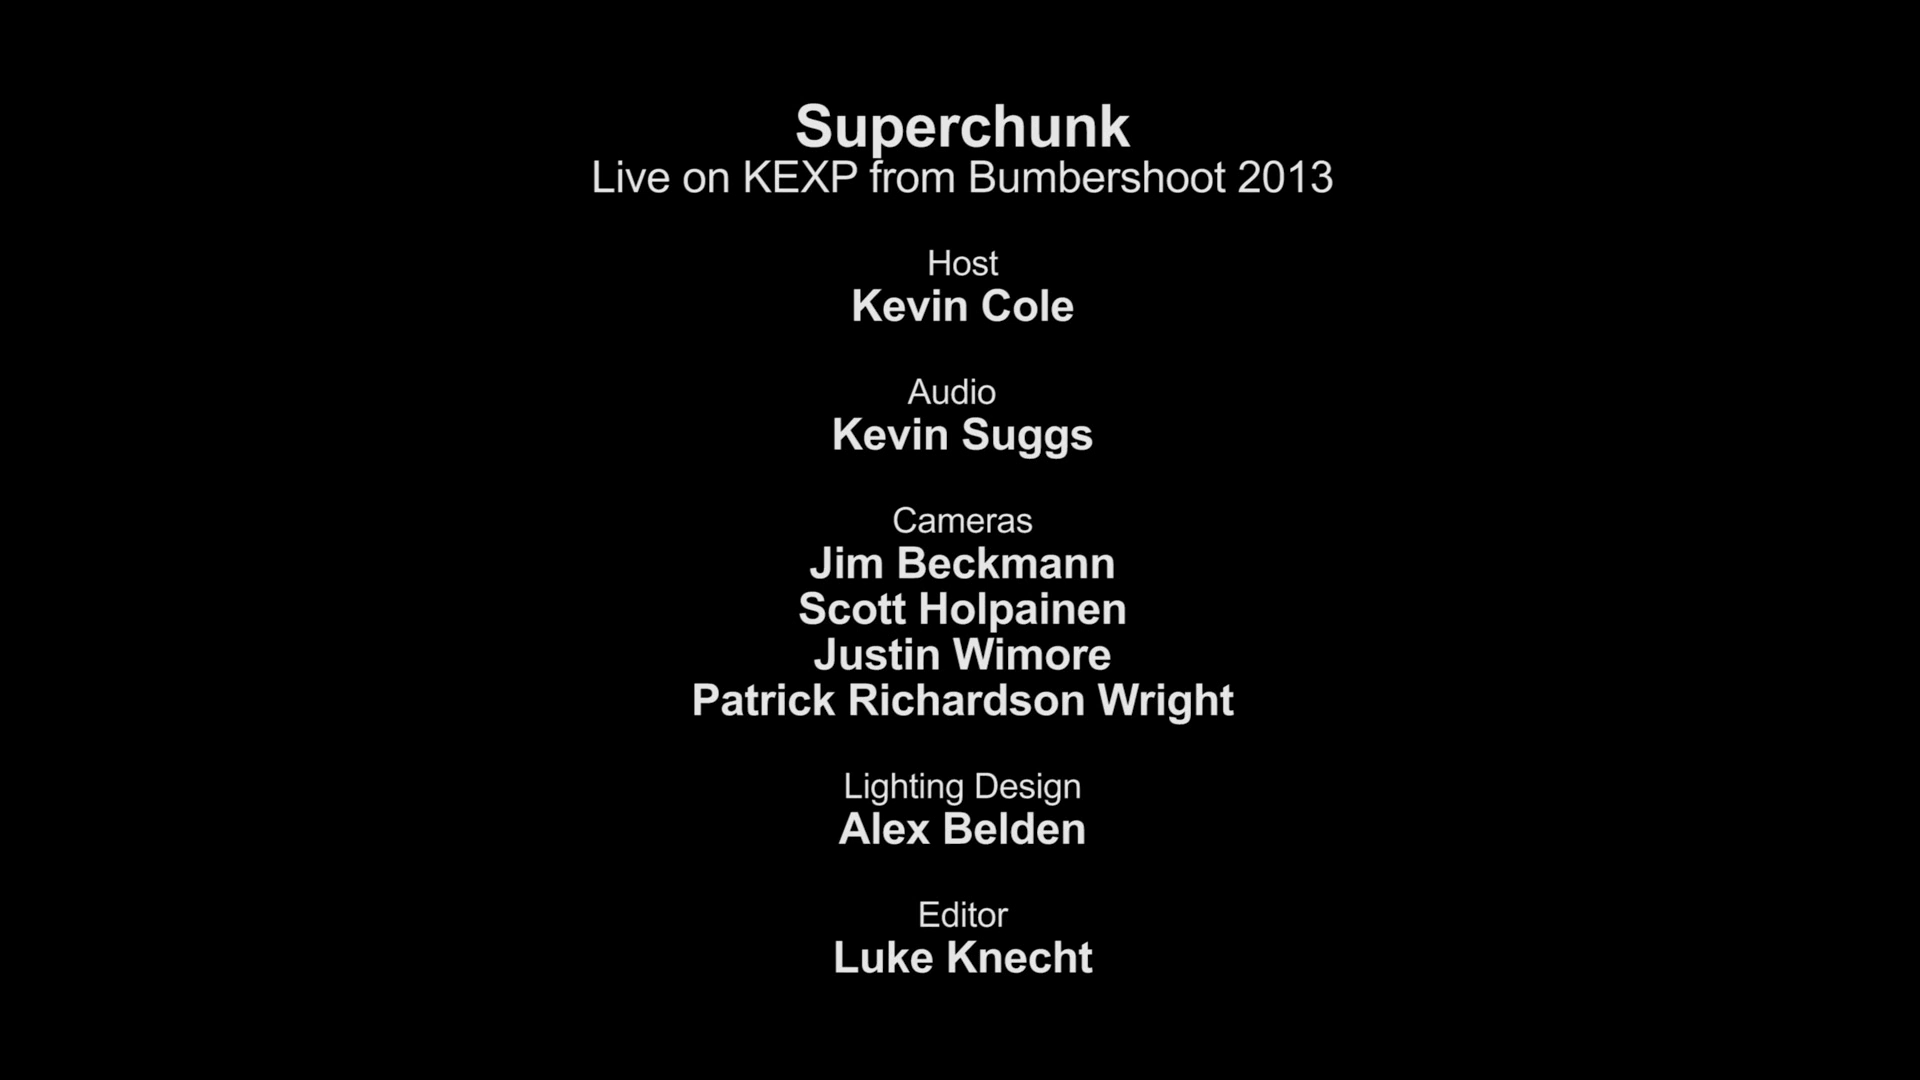 Superchunk
Live on KEXP from Bumbershoot 2013
Host
Kevin Cole
Audio
Kevin Suggs
Cameras
Jim Beckmann
Scott Holpainen
Justin Wimore
Patrick Richardson Wright
Lighting Design
Alex Belden
Editor
Luke Knecht